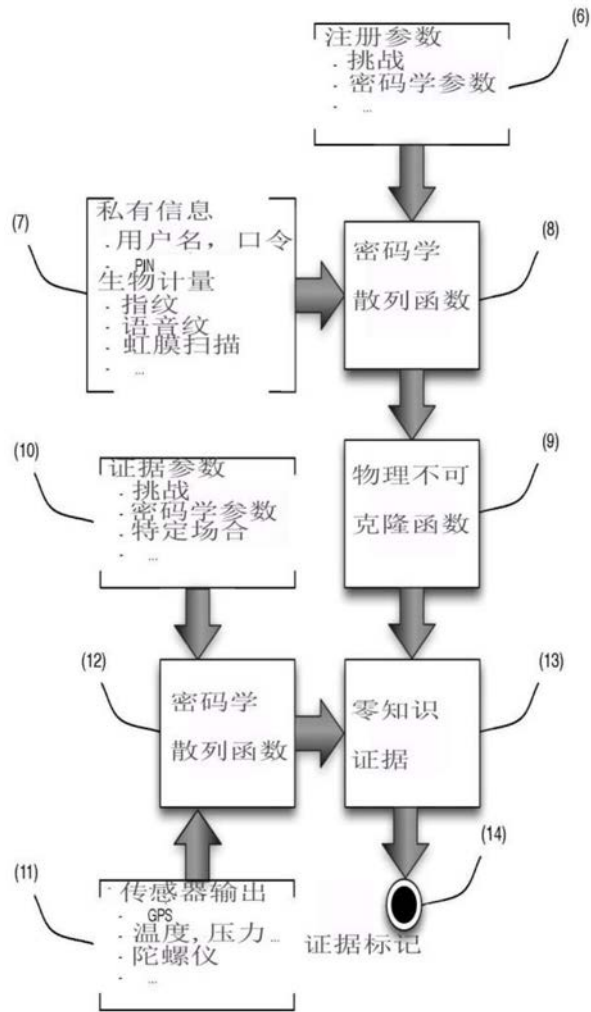 (6)
注册参数
- 挑战
- 密码学参数
- ...
(7)
私有信息
- 用户名，口令
- PIN
生物计量
- 指纹
- 语音纹
- 虹膜扫描
- ...
(8)
密码学
散列函数
(10)
证据参数
- 挑战
- 密码学参数
- 特定场合
- ...
(9)
物理不可
克隆函数
(12)
密码学
散列函数
(13)
零知识
证据
(11)
传感器输出
- GPS
- 温度, 压力...
- 陀螺仪
- ...
(14)
证据标记